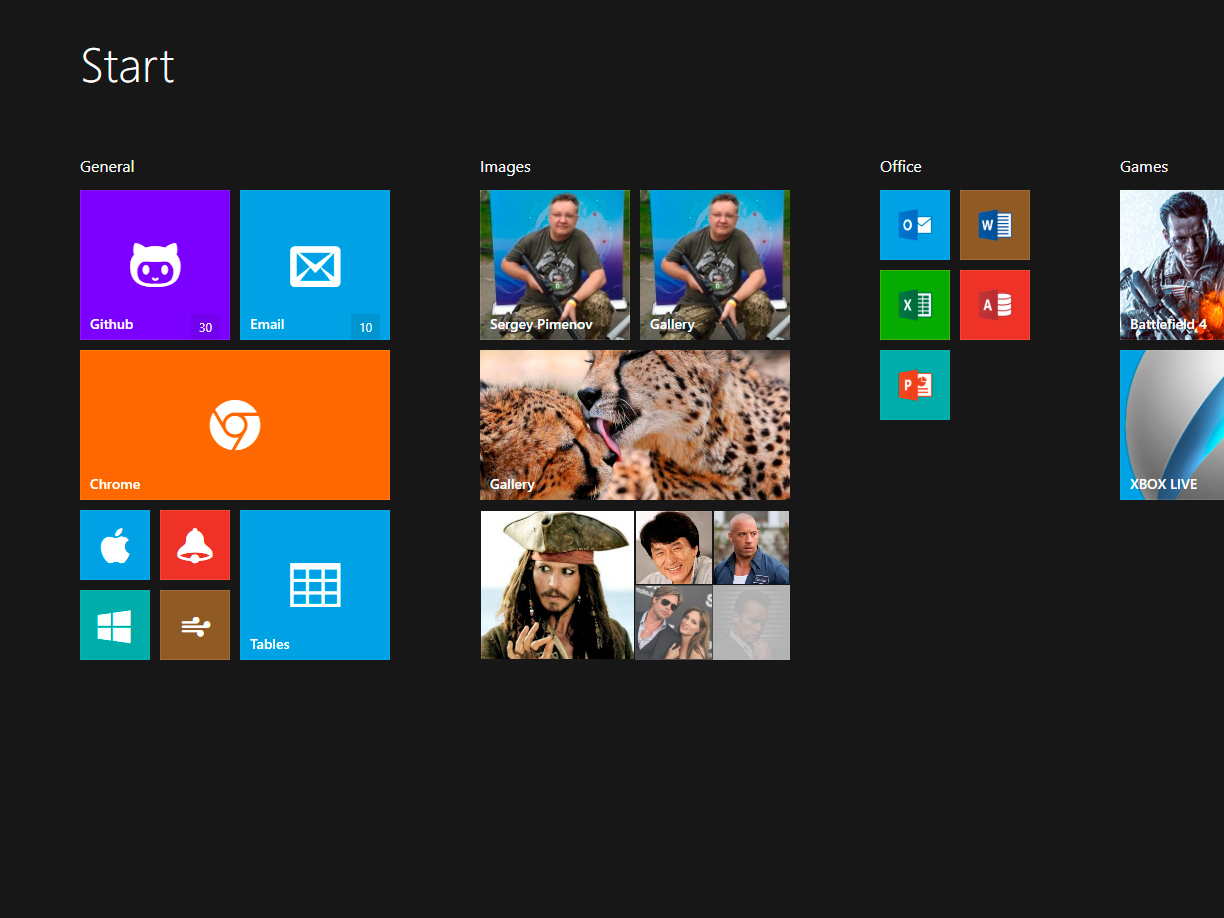 Start
General
Images
Office
Games
Github
30
Email
10
Sergey Pimenov
Gallery
Battlefield 4
Chrome
Gallery
XBOX LIVE
Tables
O
W
X
A
P